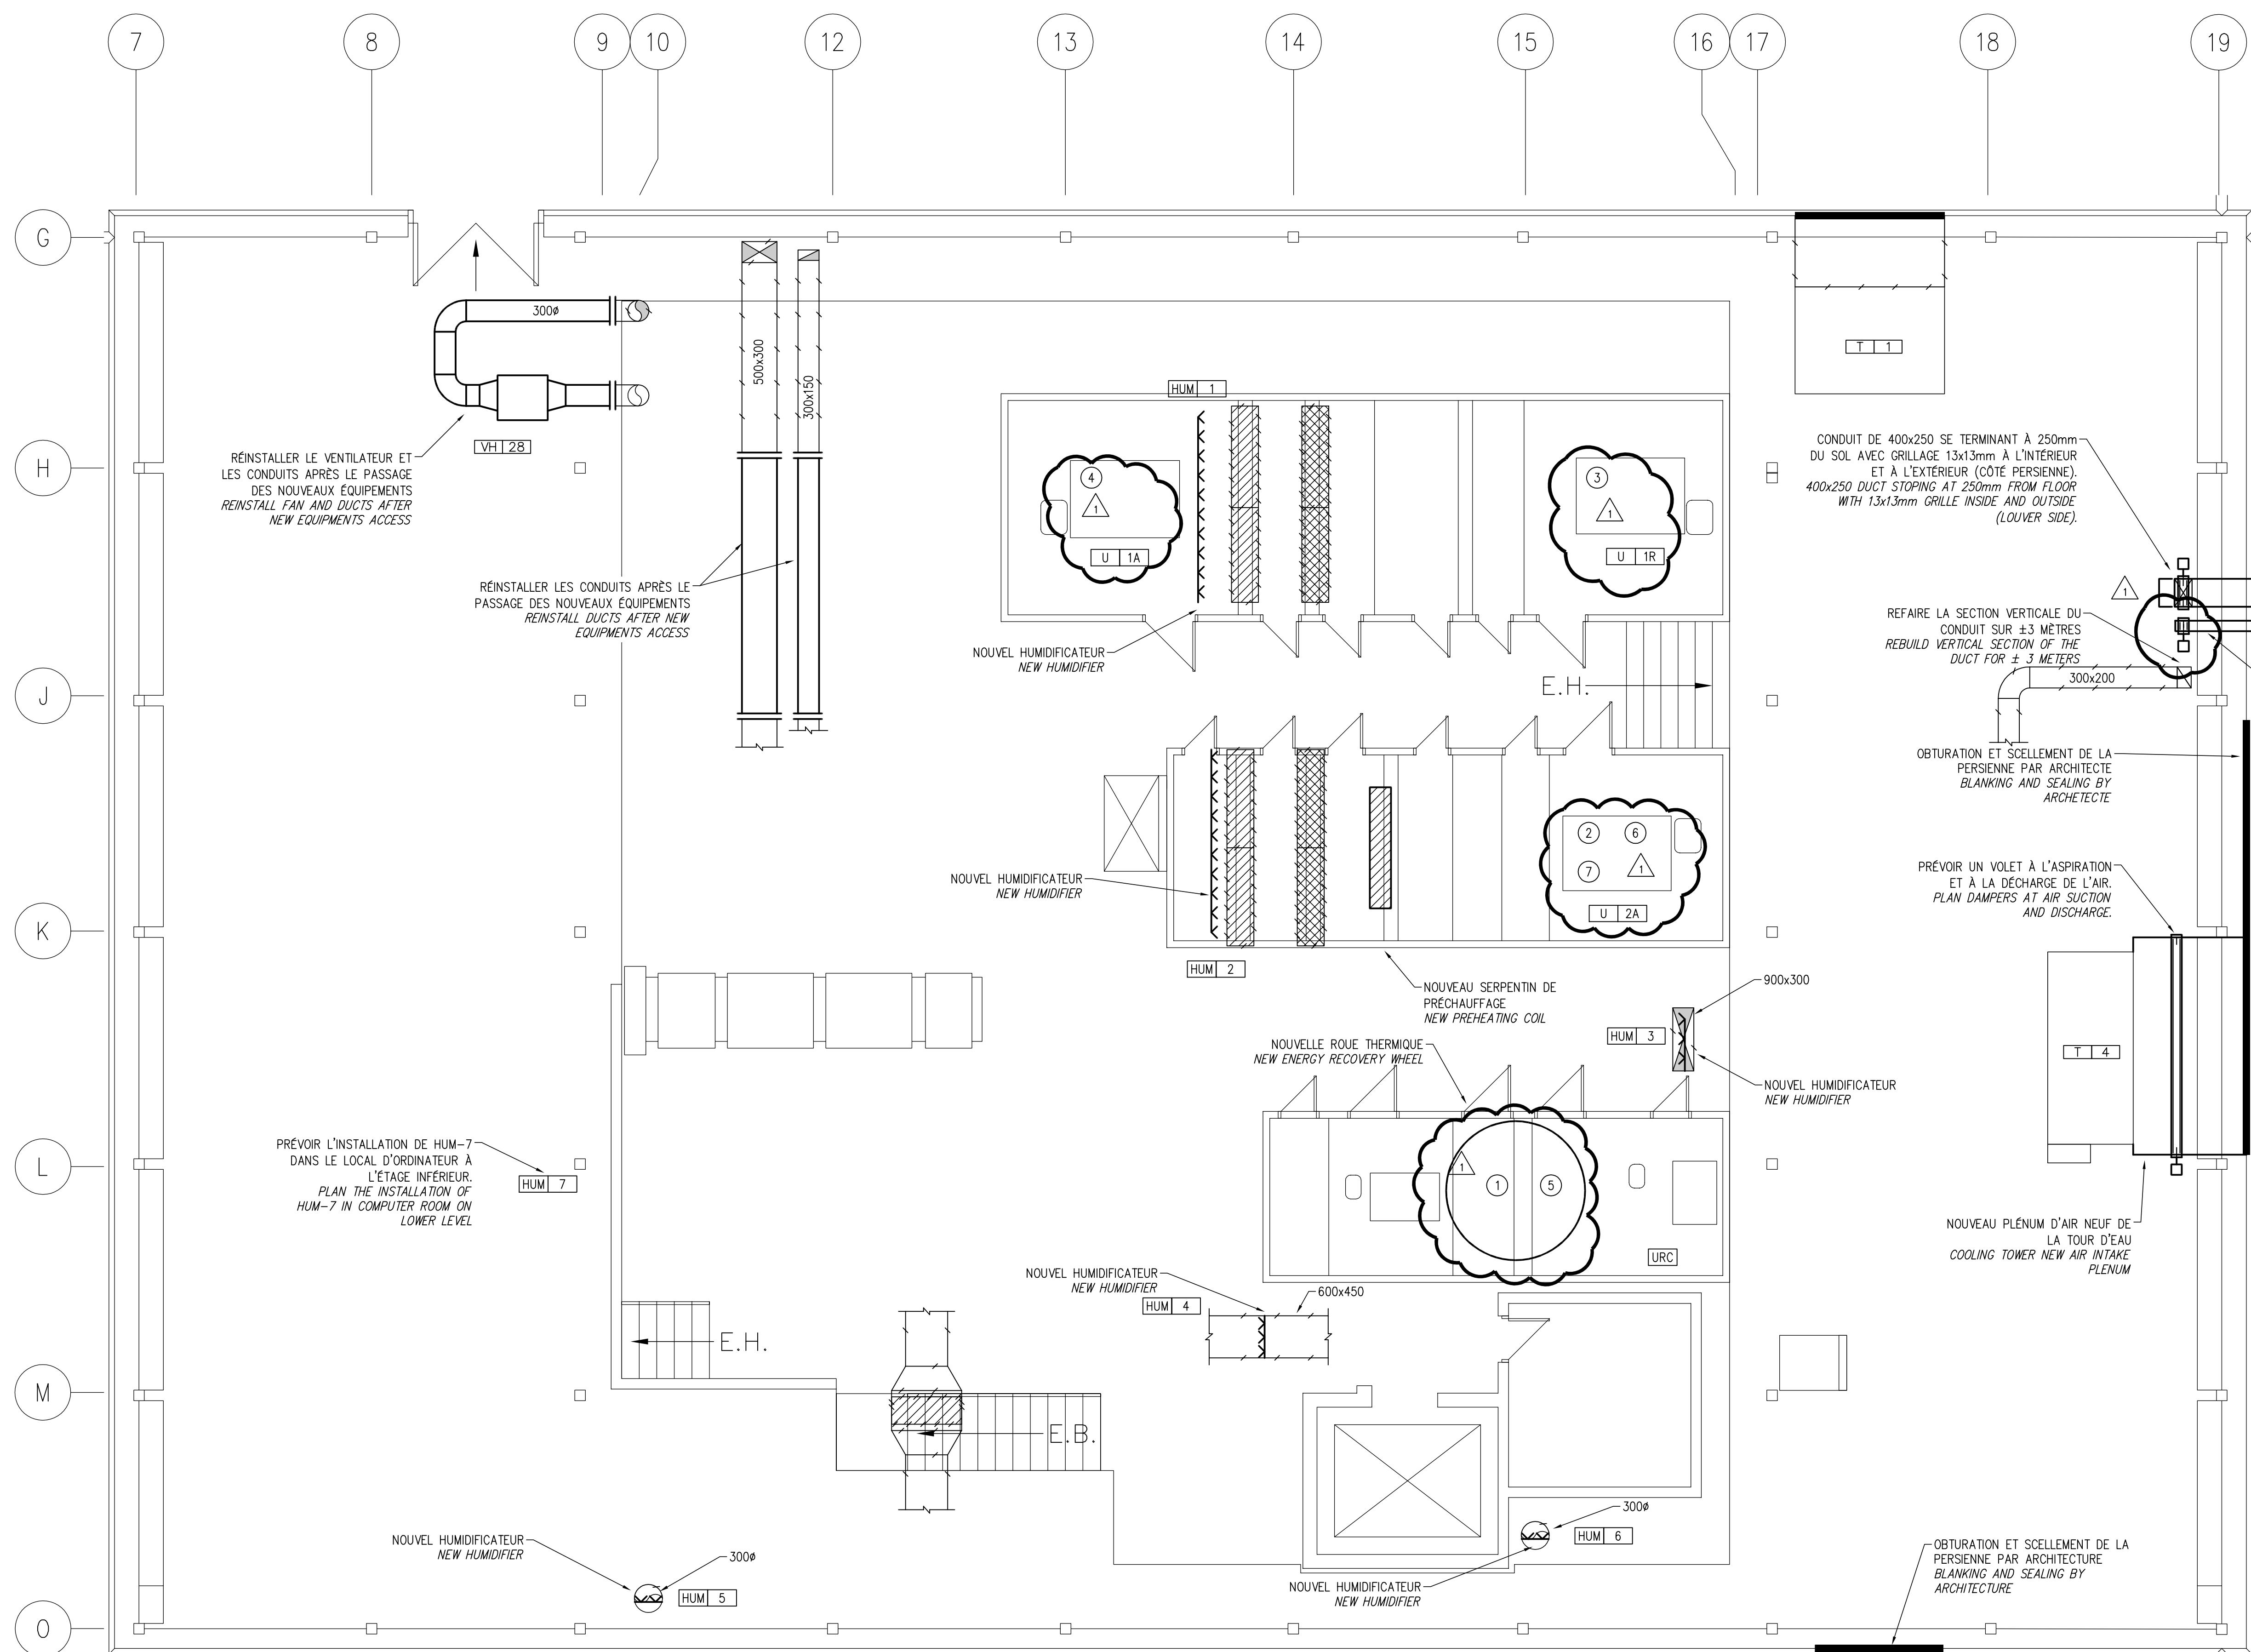 7
8
9
10
12
13
14
15
16
17
18
19
G
H
J
K
L
M
O
300ø
VH 28
RÉINSTALLER LE VENTILATEUR ET
LES CONDUITS APRÈS LE PASSAGE
DES NOUVEAUX ÉQUIPEMENTS
REINSTALL FAN AND DUCTS AFTER
NEW EQUIPMENTS ACCESS
500x300
300x150
RÉINSTALLER LES CONDUITS APRÈS LE
PASSAGE DES NOUVEAUX ÉQUIPEMENTS
REINSTALL DUCTS AFTER NEW
EQUIPMENTS ACCESS
HUM 1
4
1
U 1A
3
1
U 1R
NOUVEL HUMIDIFICATEUR
NEW HUMIDIFIER
E.H.
T 1
CONDUIT DE 400x250 SE TERMINANT À 250mm
DU SOL AVEC GRILLAGE 13x13mm À L'INTÉRIEUR
ET À L'EXTÉRIEUR (CÔTÉ PERSIENNE).
400x250 DUCT STOPING AT 250mm FROM FLOOR
WITH 13x13mm GRILLE INSIDE AND OUTSIDE
(LOUVER SIDE).
1
REFAIRE LA SECTION VERTICALE DU
CONDUIT SUR ±3 MÈTRES
REBUILD VERTICAL SECTION OF THE
DUCT FOR ± 3 METERS
300x200
OBTURATION ET SCELLEMENT DE LA
PERSIENNE PAR ARCHITECTE
BLANKING AND SEALING BY
ARCHETECTE
2
6
7
1
U 2A
NOUVEL HUMIDIFICATEUR
NEW HUMIDIFIER
HUM 2
NOUVEAU SERPENTIN DE
PRÉCHAUFFAGE
NEW PREHEATING COIL
PRÉVOIR UN VOLET À L'ASPIRATION
ET À LA DÉCHARGE DE L'AIR.
PLAN DAMPERS AT AIR SUCTION
AND DISCHARGE.
900x300
HUM 3
NOUVELLE ROUE THERMIQUE
NEW ENERGY RECOVERY WHEEL
NOUVEL HUMIDIFICATEUR
NEW HUMIDIFIER
T 4
PRÉVOIR L'INSTALLATION DE HUM-7
DANS LE LOCAL D'ORDINATEUR À
L'ÉTAGE INFÉRIEUR.
PLAN THE INSTALLATION OF
HUM-7 IN COMPUTER ROOM ON
LOWER LEVEL
HUM 7
1
1
5
URC
NOUVEAU PLÉNUM D'AIR NEUF DE
LA TOUR D'EAU
COOLING TOWER NEW AIR INTAKE
PLENUM
NOUVEL HUMIDIFICATEUR
NEW HUMIDIFIER
HUM 4
600x450
E.H.
E.B.
NOUVEL HUMIDIFICATEUR
NEW HUMIDIFIER
300ø
HUM 5
300ø
HUM 6
NOUVEL HUMIDIFICATEUR
NEW HUMIDIFIER
OBTURATION ET SCELLEMENT DE LA
PERSIENNE PAR ARCHITECTURE
BLANKING AND SEALING BY
ARCHITECTURE